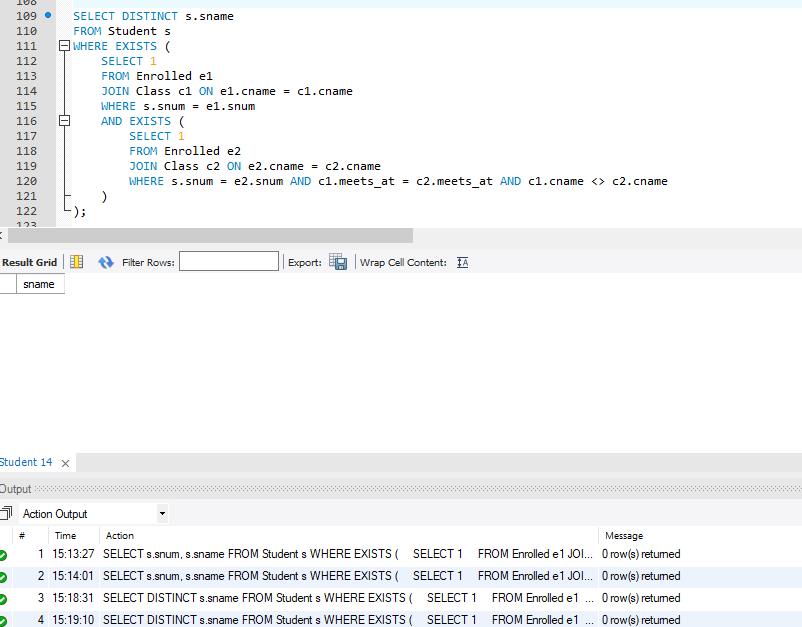 108
109 SELECT DISTINCT s.sname
110 FROM Student s
111 WHERE EXISTS (
112 SELECT 1
113 FROM Enrolled e1
114 JOIN Class c1 ON e1.cname = c1.cname
115 WHERE s.snum = e1.snum
116 AND EXISTS (
117 SELECT 1
118 FROM Enrolled e2
119 JOIN Class c2 ON e2.cname = c2.cname
120 WHERE s.snum = e2.snum AND c1.meets_at = c2.meets_at AND c1.cname <> c2.cname
121 )
122 );
123
Result Grid Filter Rows: Export: Wrap Cell Content: IA
sname
Student 14
Output
Action Output
# Time Action Message
1 15:13:27 SELECT s.snum, s.sname FROM Student s WHERE EXISTS ( SELECT 1 FROM Enrolled e1 JOI... 0 row(s) returned
2 15:14:01 SELECT s.snum, s.sname FROM Student s WHERE EXISTS ( SELECT 1 FROM Enrolled e1 JOI... 0 row(s) returned
3 15:18:31 SELECT DISTINCT s.sname FROM Student s WHERE EXISTS ( SELECT 1 FROM Enrolled e1 ... 0 row(s) returned
4 15:19:10 SELECT DISTINCT s.sname FROM Student s WHERE EXISTS ( SELECT 1 FROM Enrolled e1 ... 0 row(s) returned